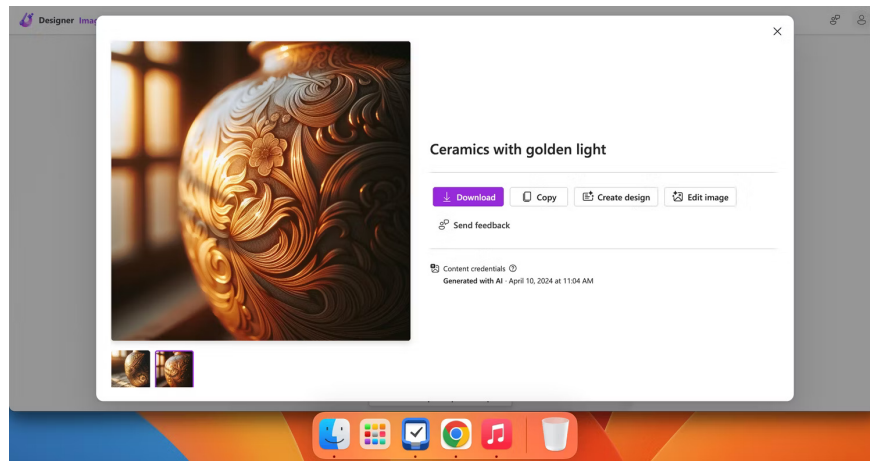 Designer Imag
Ceramics with golden light
Download
Copy
Create design
Edit image
Send feedback
Content credentials
Generated with AI · April 10, 2024 at 11:04 AM